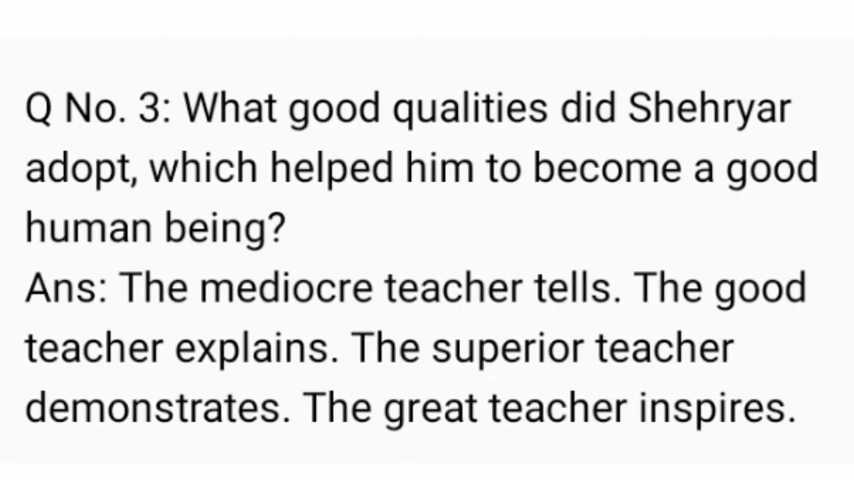 Q No. 3: What good qualities did Shehryar
adopt, which helped him to become a good
human being?
Ans: The mediocre teacher tells. The good
teacher explains. The superior teacher
demonstrates. The great teacher inspires.